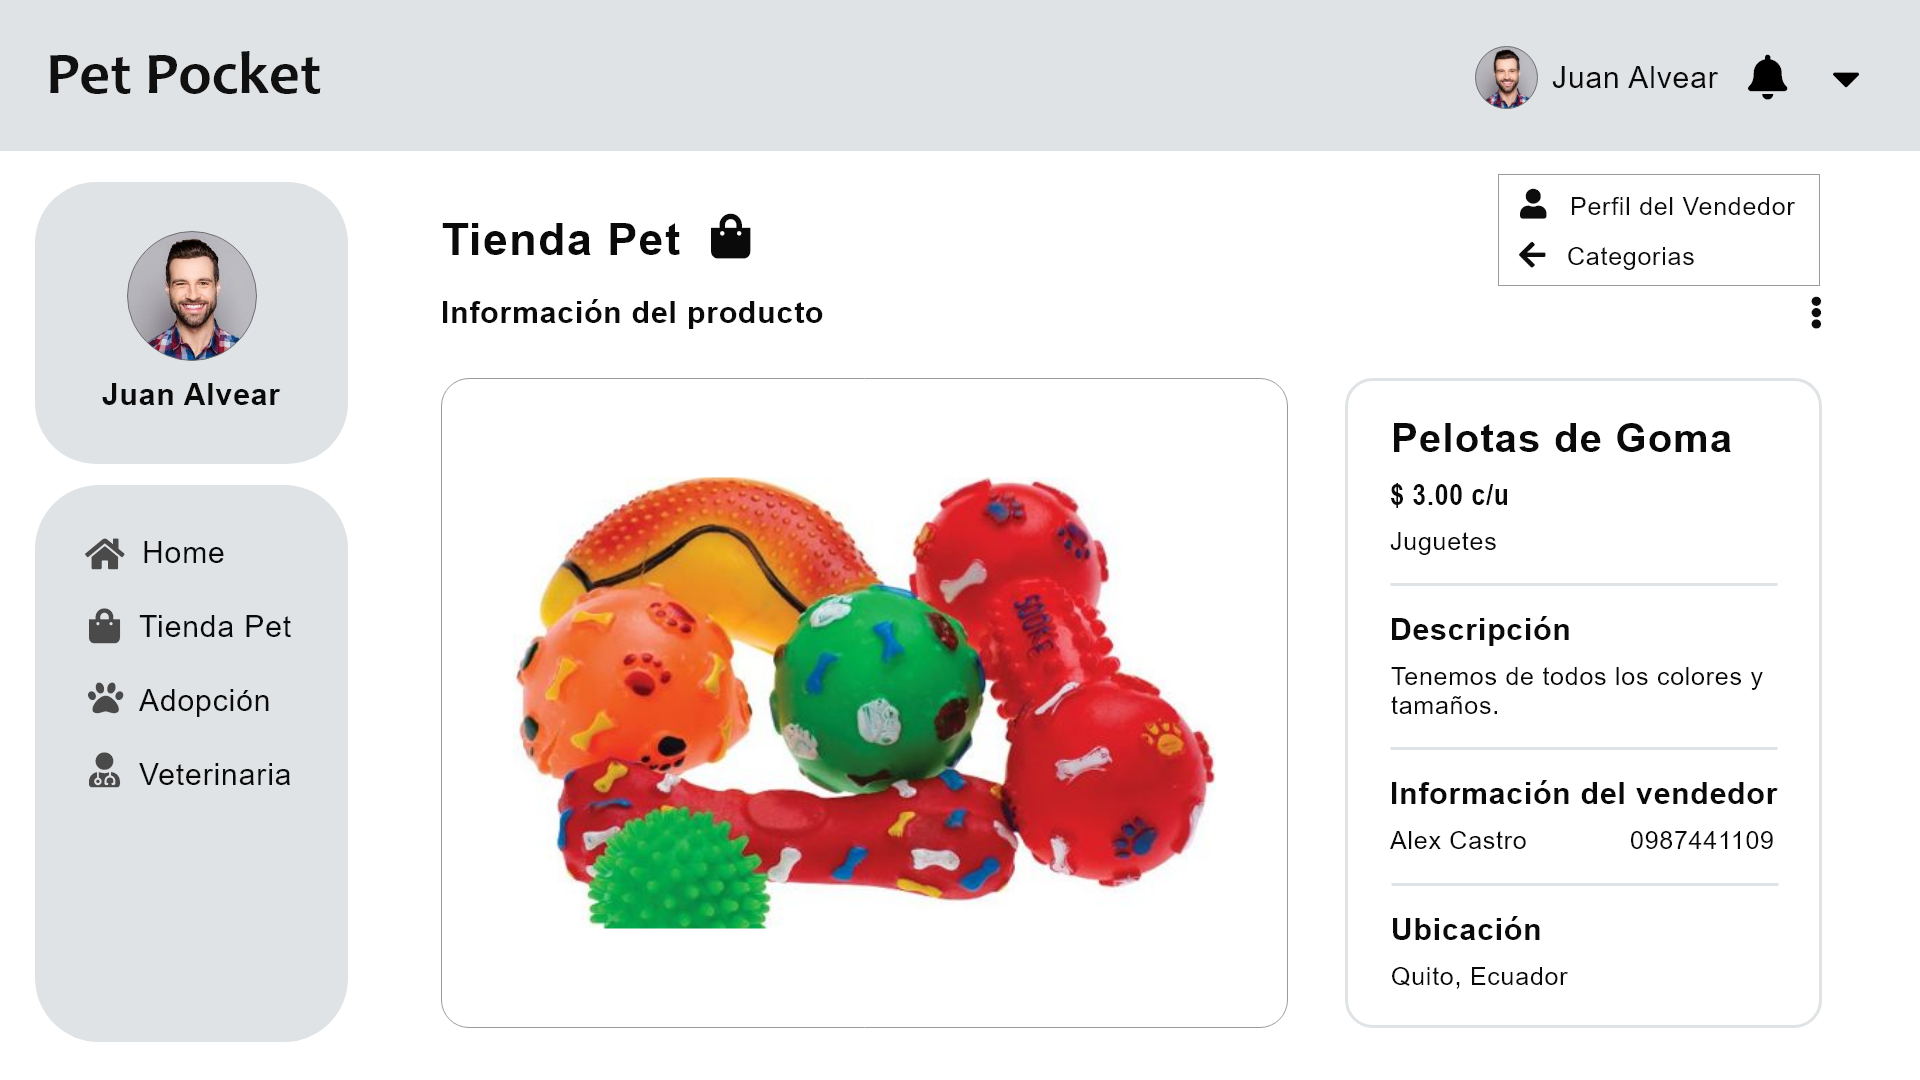 Pet Pocket
Juan Alvear
Perfil del Vendedor
Categorias
Juan Alvear
Home
Tienda Pet
Adopción
Veterinaria
Tienda Pet
Información del producto
Pelotas de Goma
$ 3.00 c/u
Juguetes
Descripción
Tenemos de todos los colores y
tamaños.
Información del vendedor
Alex Castro 0987441109
Ubicación
Quito, Ecuador